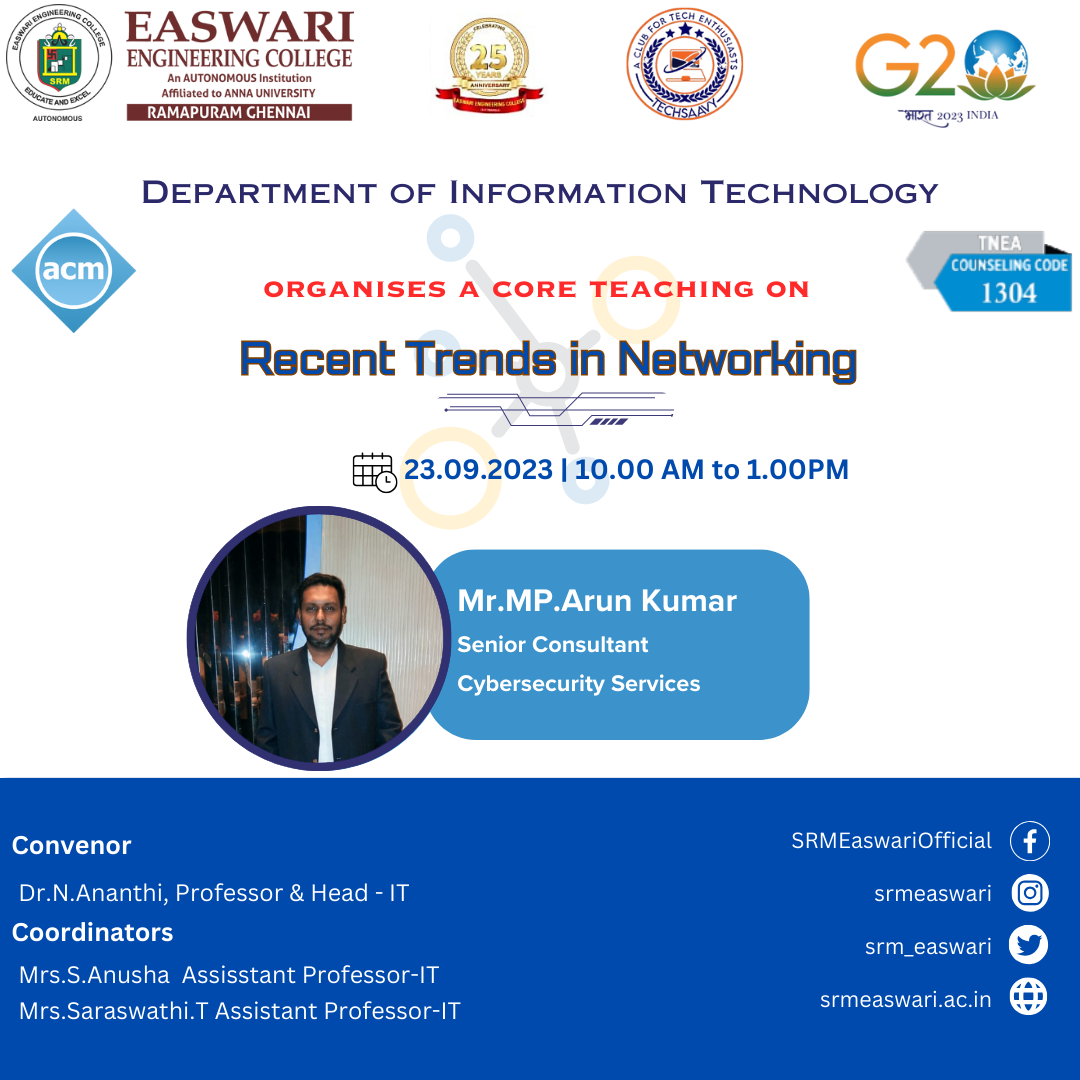 EASWARI ENGINEERING COLLEGE
SRM
EDUCATE AND EXCEL
AUTONOMOUS
EASWARI
ENGINEERING COLLEGE
An AUTONOMOUS Institution
Affiliated to ANNA UNIVERSITY
RAMAPURAM CHENNAI
CELEBRATING
25
YEARS
ANNIVERSARY
EASWARI ENGINEERING COLLEGE
A CLUB FOR TECH ENTHUSIASTS
TECHSAAVY
G20
भारत 2023 INDIA
DEPARTMENT OF INFORMATION TECHNOLOGY
acm
TNEA
COUNSELING CODE
1304
ORGANISES A CORE TEACHING ON
Recent Trends in Networking
23.09.2023 | 10.00 AM to 1.00PM
Mr.MP.Arun Kumar
Senior Consultant
Cybersecurity Services
Convenor
Dr.N.Ananthi, Professor & Head - IT
Coordinators
Mrs.S.Anusha  Assisstant Professor-IT
Mrs.Saraswathi.T Assistant Professor-IT
SRMEaswariOfficial
srmeaswari
srm_easwari
srmeaswari.ac.in